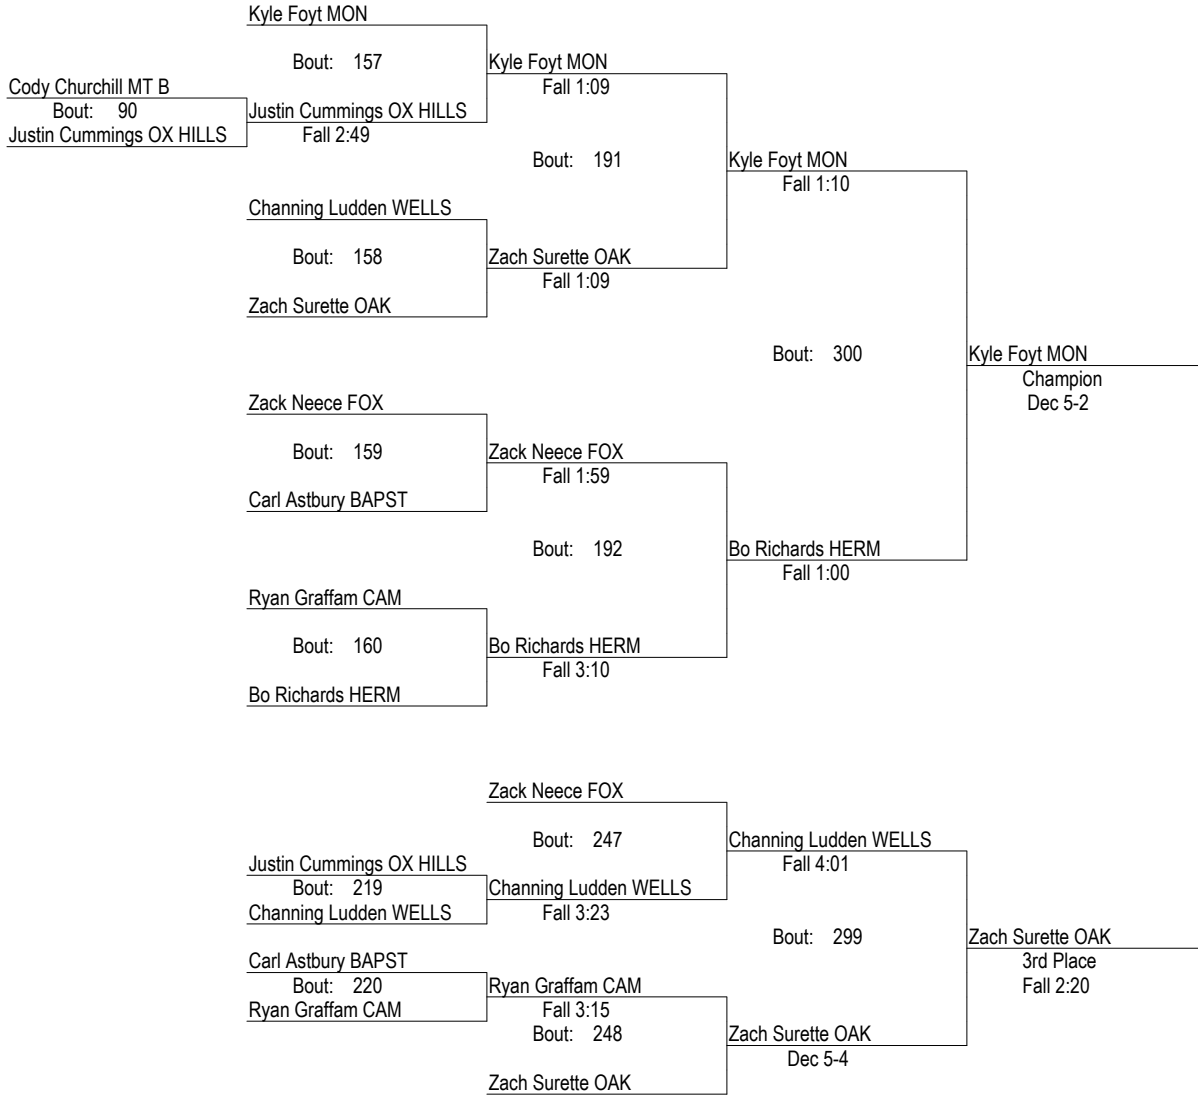 Kyle Foyt MON
Bout: 157
Kyle Foyt MON
Fall 1:09
Cody Churchill MT B
Bout: 90
Justin Cummings OX HILLS
Justin Cummings OX HILLS
Fall 2:49
Bout: 191
Kyle Foyt MON
Fall 1:10
Channing Ludden WELLS
Bout: 158
Zach Surette OAK
Fall 1:09
Zach Surette OAK
Bout: 300
Kyle Foyt MON
Champion
Dec 5-2
Zack Neece FOX
Bout: 159
Zack Neece FOX
Fall 1:59
Carl Astbury BAPST
Bout: 192
Bo Richards HERM
Fall 1:00
Ryan Graffam CAM
Bout: 160
Bo Richards HERM
Fall 3:10
Bo Richards HERM
Zack Neece FOX
Bout: 247
Channing Ludden WELLS
Fall 4:01
Justin Cummings OX HILLS
Bout: 219
Channing Ludden WELLS
Channing Ludden WELLS
Fall 3:23
Bout: 299
Zach Surette OAK
3rd Place
Fall 2:20
Carl Astbury BAPST
Bout: 220
Ryan Graffam CAM
Ryan Graffam CAM
Fall 3:15
Bout: 248
Zach Surette OAK
Dec 5-4
Zach Surette OAK